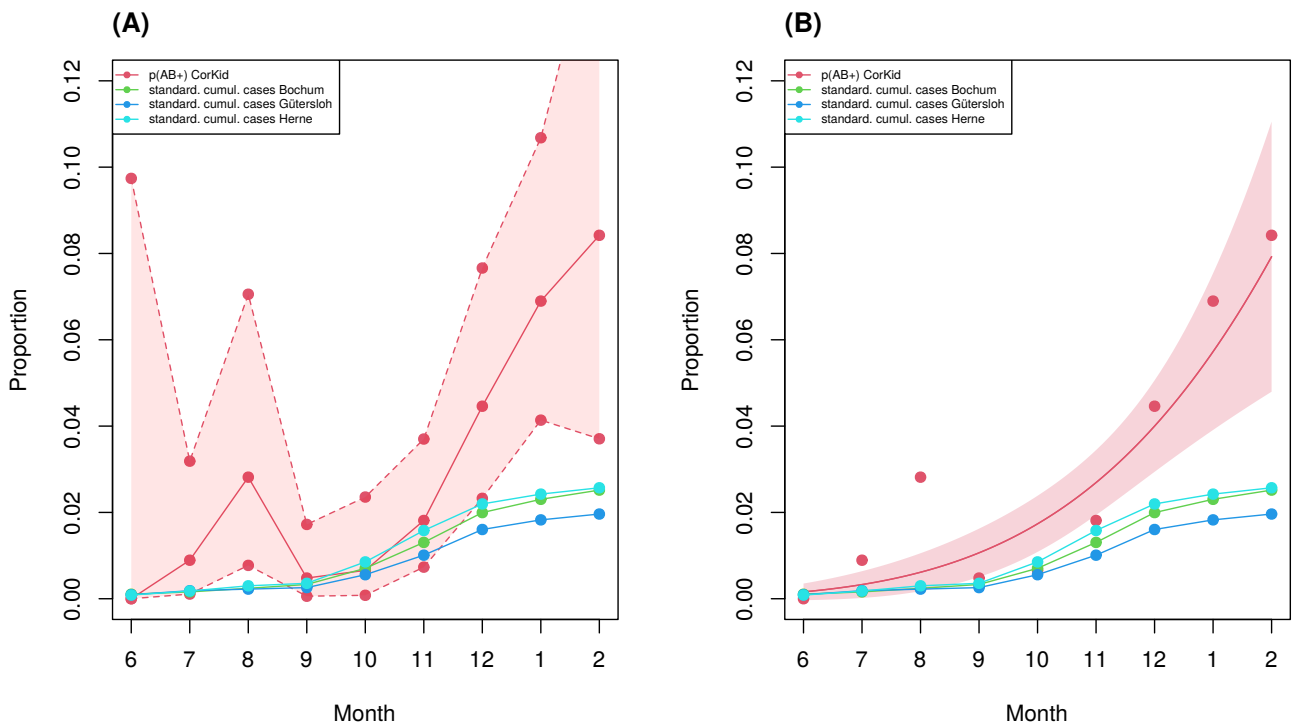 (A)
p(AB+) CorKid
standard. cumul. cases Bochum
standard. cumul. cases Gütersloh
standard. cumul. cases Herne
Proportion
0.12
0.10
0.08
0.06
0.04
0.02
0.00
6 7 8 9 10 11 12 1 2
Month
(B)
p(AB+) CorKid
standard. cumul. cases Bochum
standard. cumul. cases Gütersloh
standard. cumul. cases Herne
Proportion
0.12
0.10
0.08
0.06
0.04
0.02
0.00
6 7 8 9 10 11 12 1 2
Month